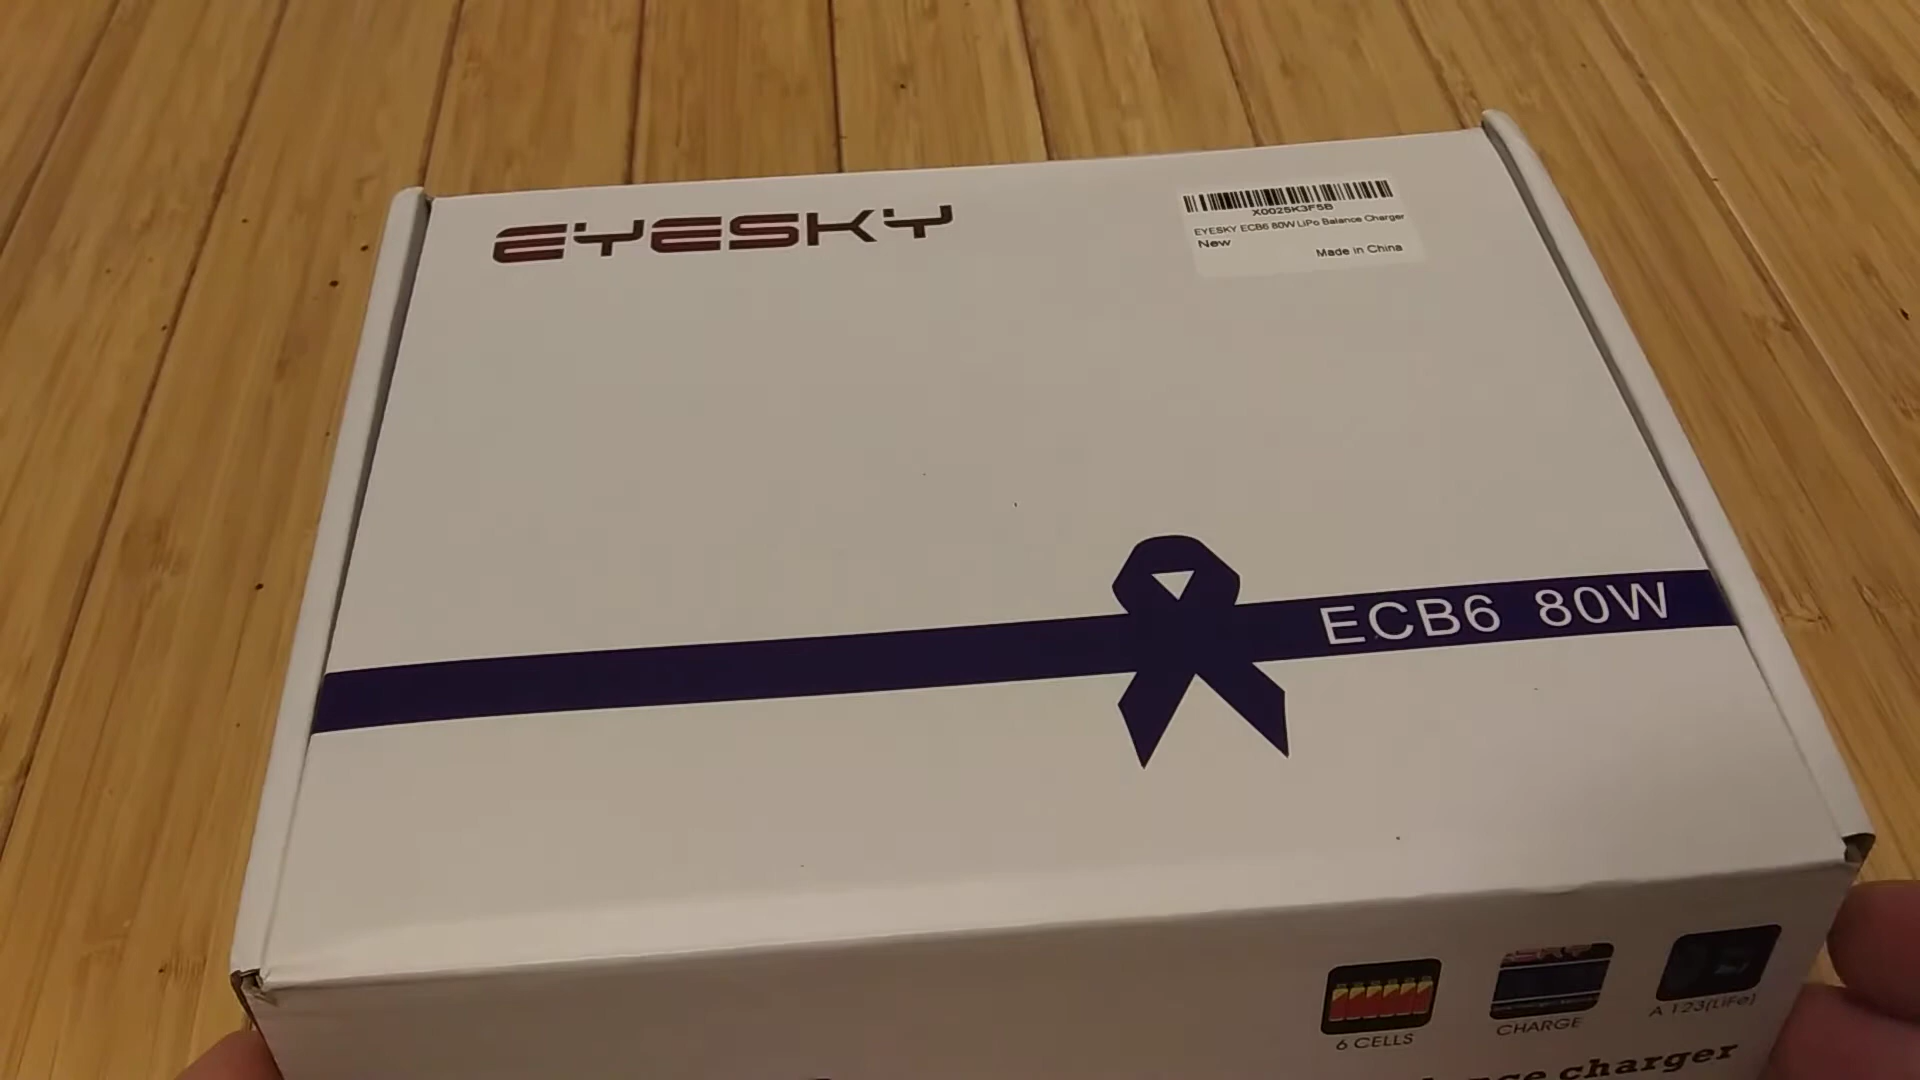 EYESKY
X0025K3F5B
EYESKY ECB6 80W LiPo Balance Charger
New
Made in China
ECB6 80W
6 CELLS
CHARGE
A 123(LiFe)
charger